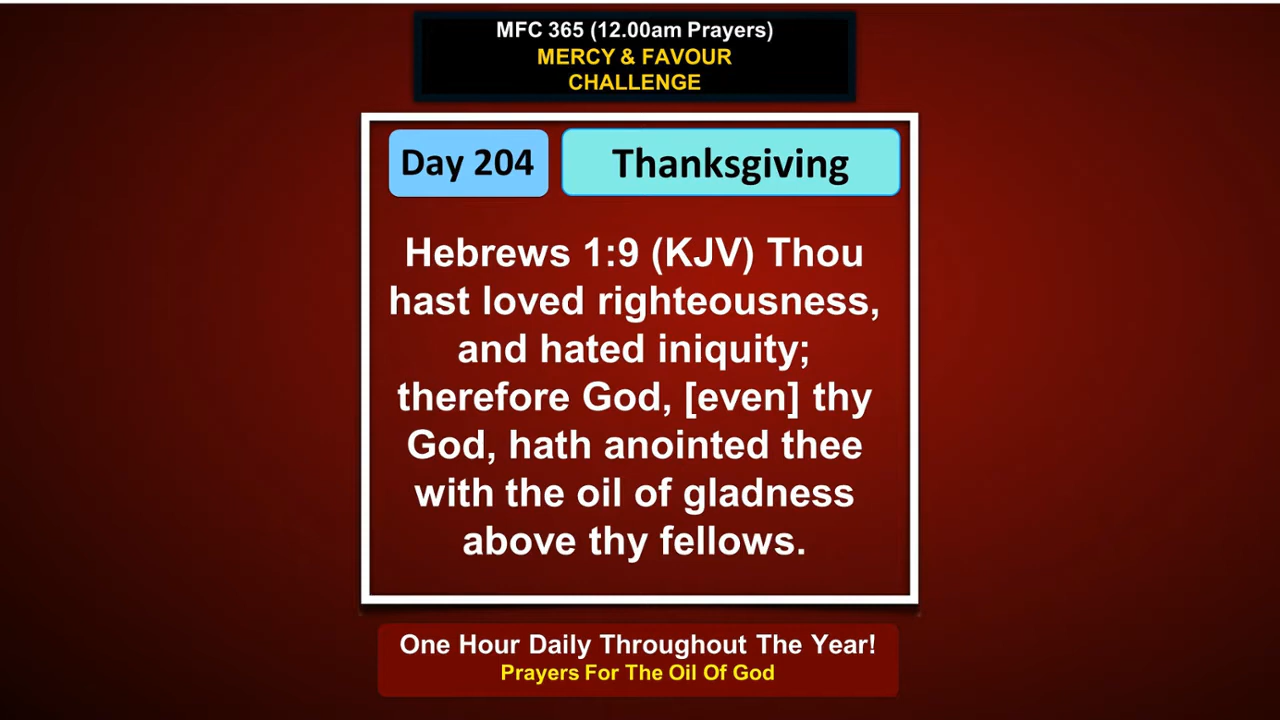 MFC 365 (12.00am Prayers)
MERCY & FAVOUR
CHALLENGE
Day 204
Thanksgiving
Hebrews 1:9 (KJV) Thou
hast loved righteousness,
and hated iniquity;
therefore God, [even] thy
God, hath anointed thee
with the oil of gladness
above thy fellows.
One Hour Daily Throughout The Year!
Prayers For The Oil Of God